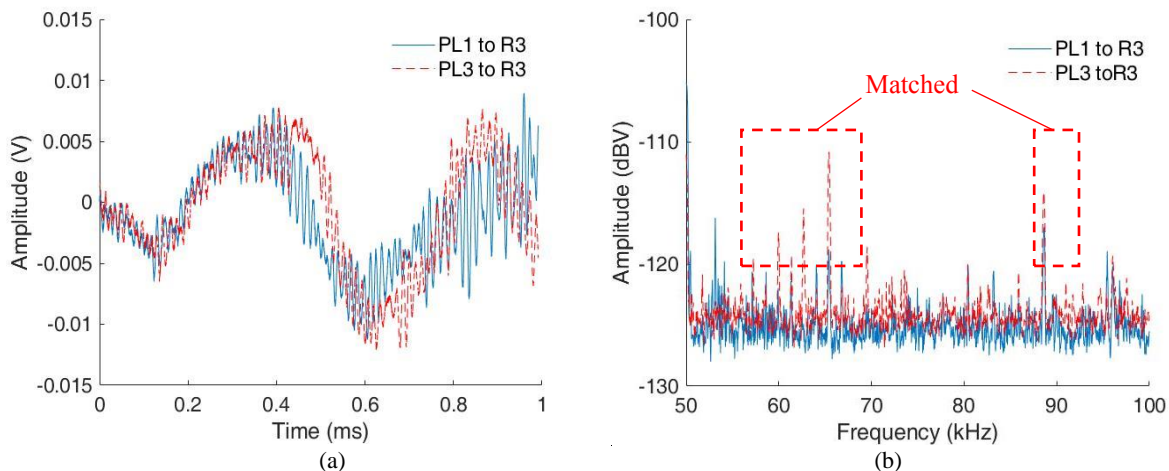 0.015
0.01
0.005
0
-0.005
-0.01
-0.015
Amplitude (V)
0
0.2
0.4
0.6
0.8
1
Time (ms)
PL1 to R3
PL3 to R3
(a)
-100
-110
-120
-130
Amplitude (dBV)
50
60
70
80
90
100
Frequency (kHz)
PL1 to R3
PL3 toR3
Matched
(b)